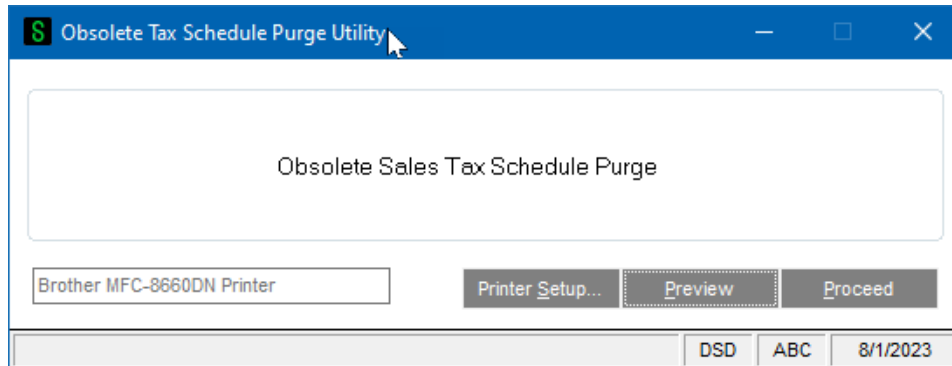 S Obsolete Tax Schedule Purge Utility
Obsolete Sales Tax Schedule Purge
Brother MFC-8660DN Printer Printer Setup... Preview Proceed
DSD ABC 8/1/2023